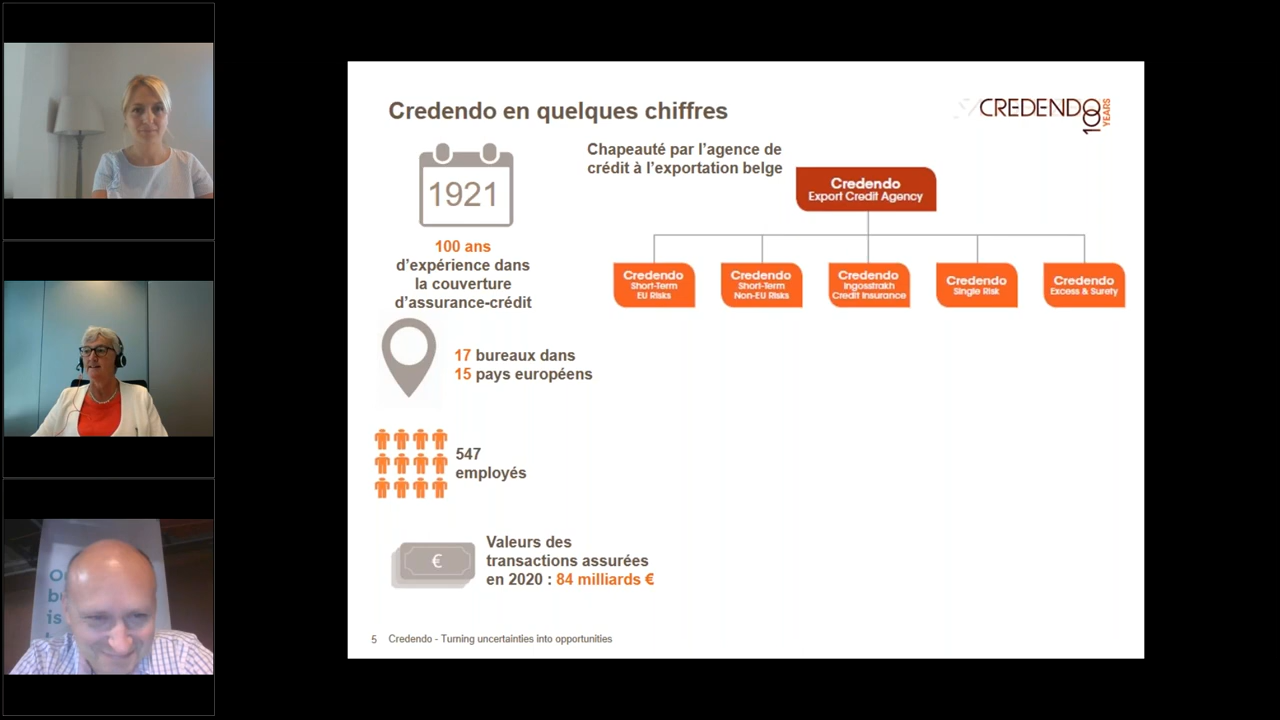 Credendo en quelques chiffres
CREDENDO
100
YEARS
1921
100 ans
d’expérience dans
la couverture
d’assurance-crédit
Chapeauté par l’agence de
crédit à l’exportation belge
Credendo
Export Credit Agency
Credendo
Short-Term
EU Risks
Credendo
Short-Term
Non-EU Risks
Credendo
Ingosstrakh
Credit Insurance
Credendo
Single Risk
Credendo
Excess & Surety
17 bureaux dans
15 pays européens
547
employés
€
Valeurs des
transactions assurées
en 2020 : 84 milliards €
5 Credendo - Turning uncertainties into opportunities
is